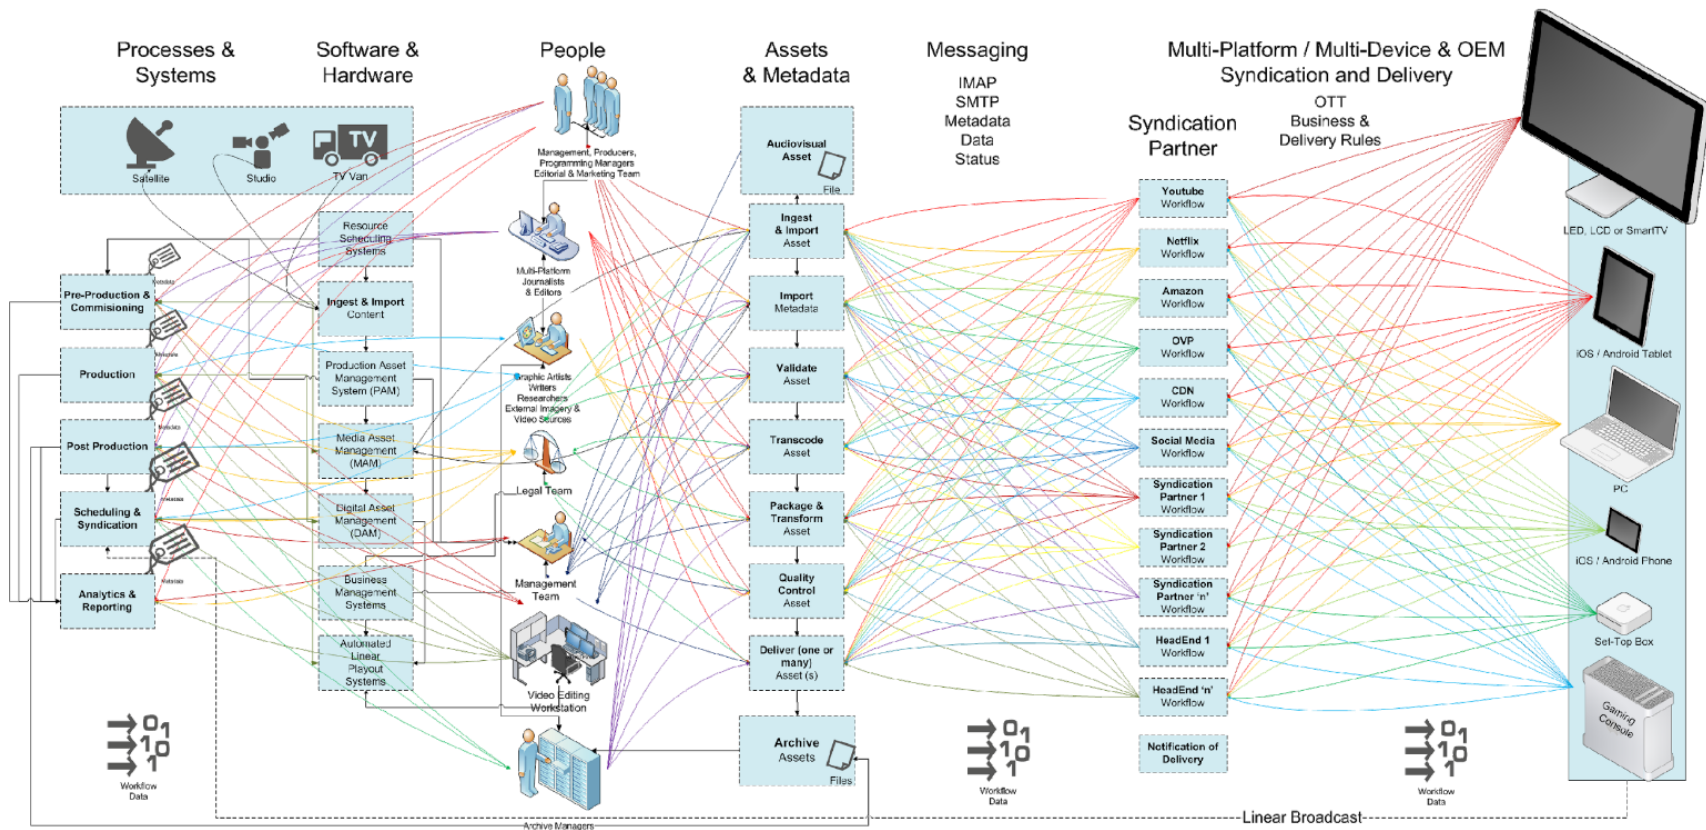 Processes &
Systems
Software &
Hardware
People
Assets
& Metadata
Messaging
IMAP
SMTP
Metadata
Data
Status
Multi-Platform / Multi-Device & OEM
Syndication and Delivery
OTT
Business &
Delivery Rules
Syndication
Partner
Satellite
Studio
TV
TV Van
Resource
Scheduling
Systems
Ingest & Import
Content
Production Asset
Management
System (PAM)
Media Asset
Management
(MAM)
Digital Asset
Management
(DAM)
Business
Management
Systems
Automated
Linear
Playout
Systems
Metadata
Pre-Production &
Commisioning
Metadata
Production
Metadata
Post Production
Metadata
Scheduling &
Syndication
Metadata
Analytics &
Reporting
Workflow
Data
Management, Producers,
Programming Managers
Editorial & Marketing Team
Multi-Platform
Journalists
& Editors
Graphic Artists
Writers
Researchers
External Imagery &
Video Sources
Legal Team
Management
Team
Video Editing
Workstation
Archive Managers
Audiovisual
Asset
File
Ingest
& Import
Asset
Import
Metadata
Validate
Asset
Transcode
Asset
Package &
Transform
Asset
Quality
Control
Asset
Deliver (one or
many)
Asset (s)
Archive
Assets
Files
Workflow
Data
Youtube
Workflow
Netflix
Workflow
Amazon
Workflow
OVP
Workflow
CDN
Workflow
Social Media
Workflow
Syndication
Partner 1
Workflow
Syndication
Partner 2
Workflow
Syndication
Partner 'n'
Workflow
HeadEnd 1
Workflow
HeadEnd 'n'
Workflow
Notification of
Delivery
Workflow
Data
LED, LCD or SmartTV
iOS / Android Tablet
PC
iOS / Android Phone
Set-Top Box
Gaming
Console
Linear Broadcast